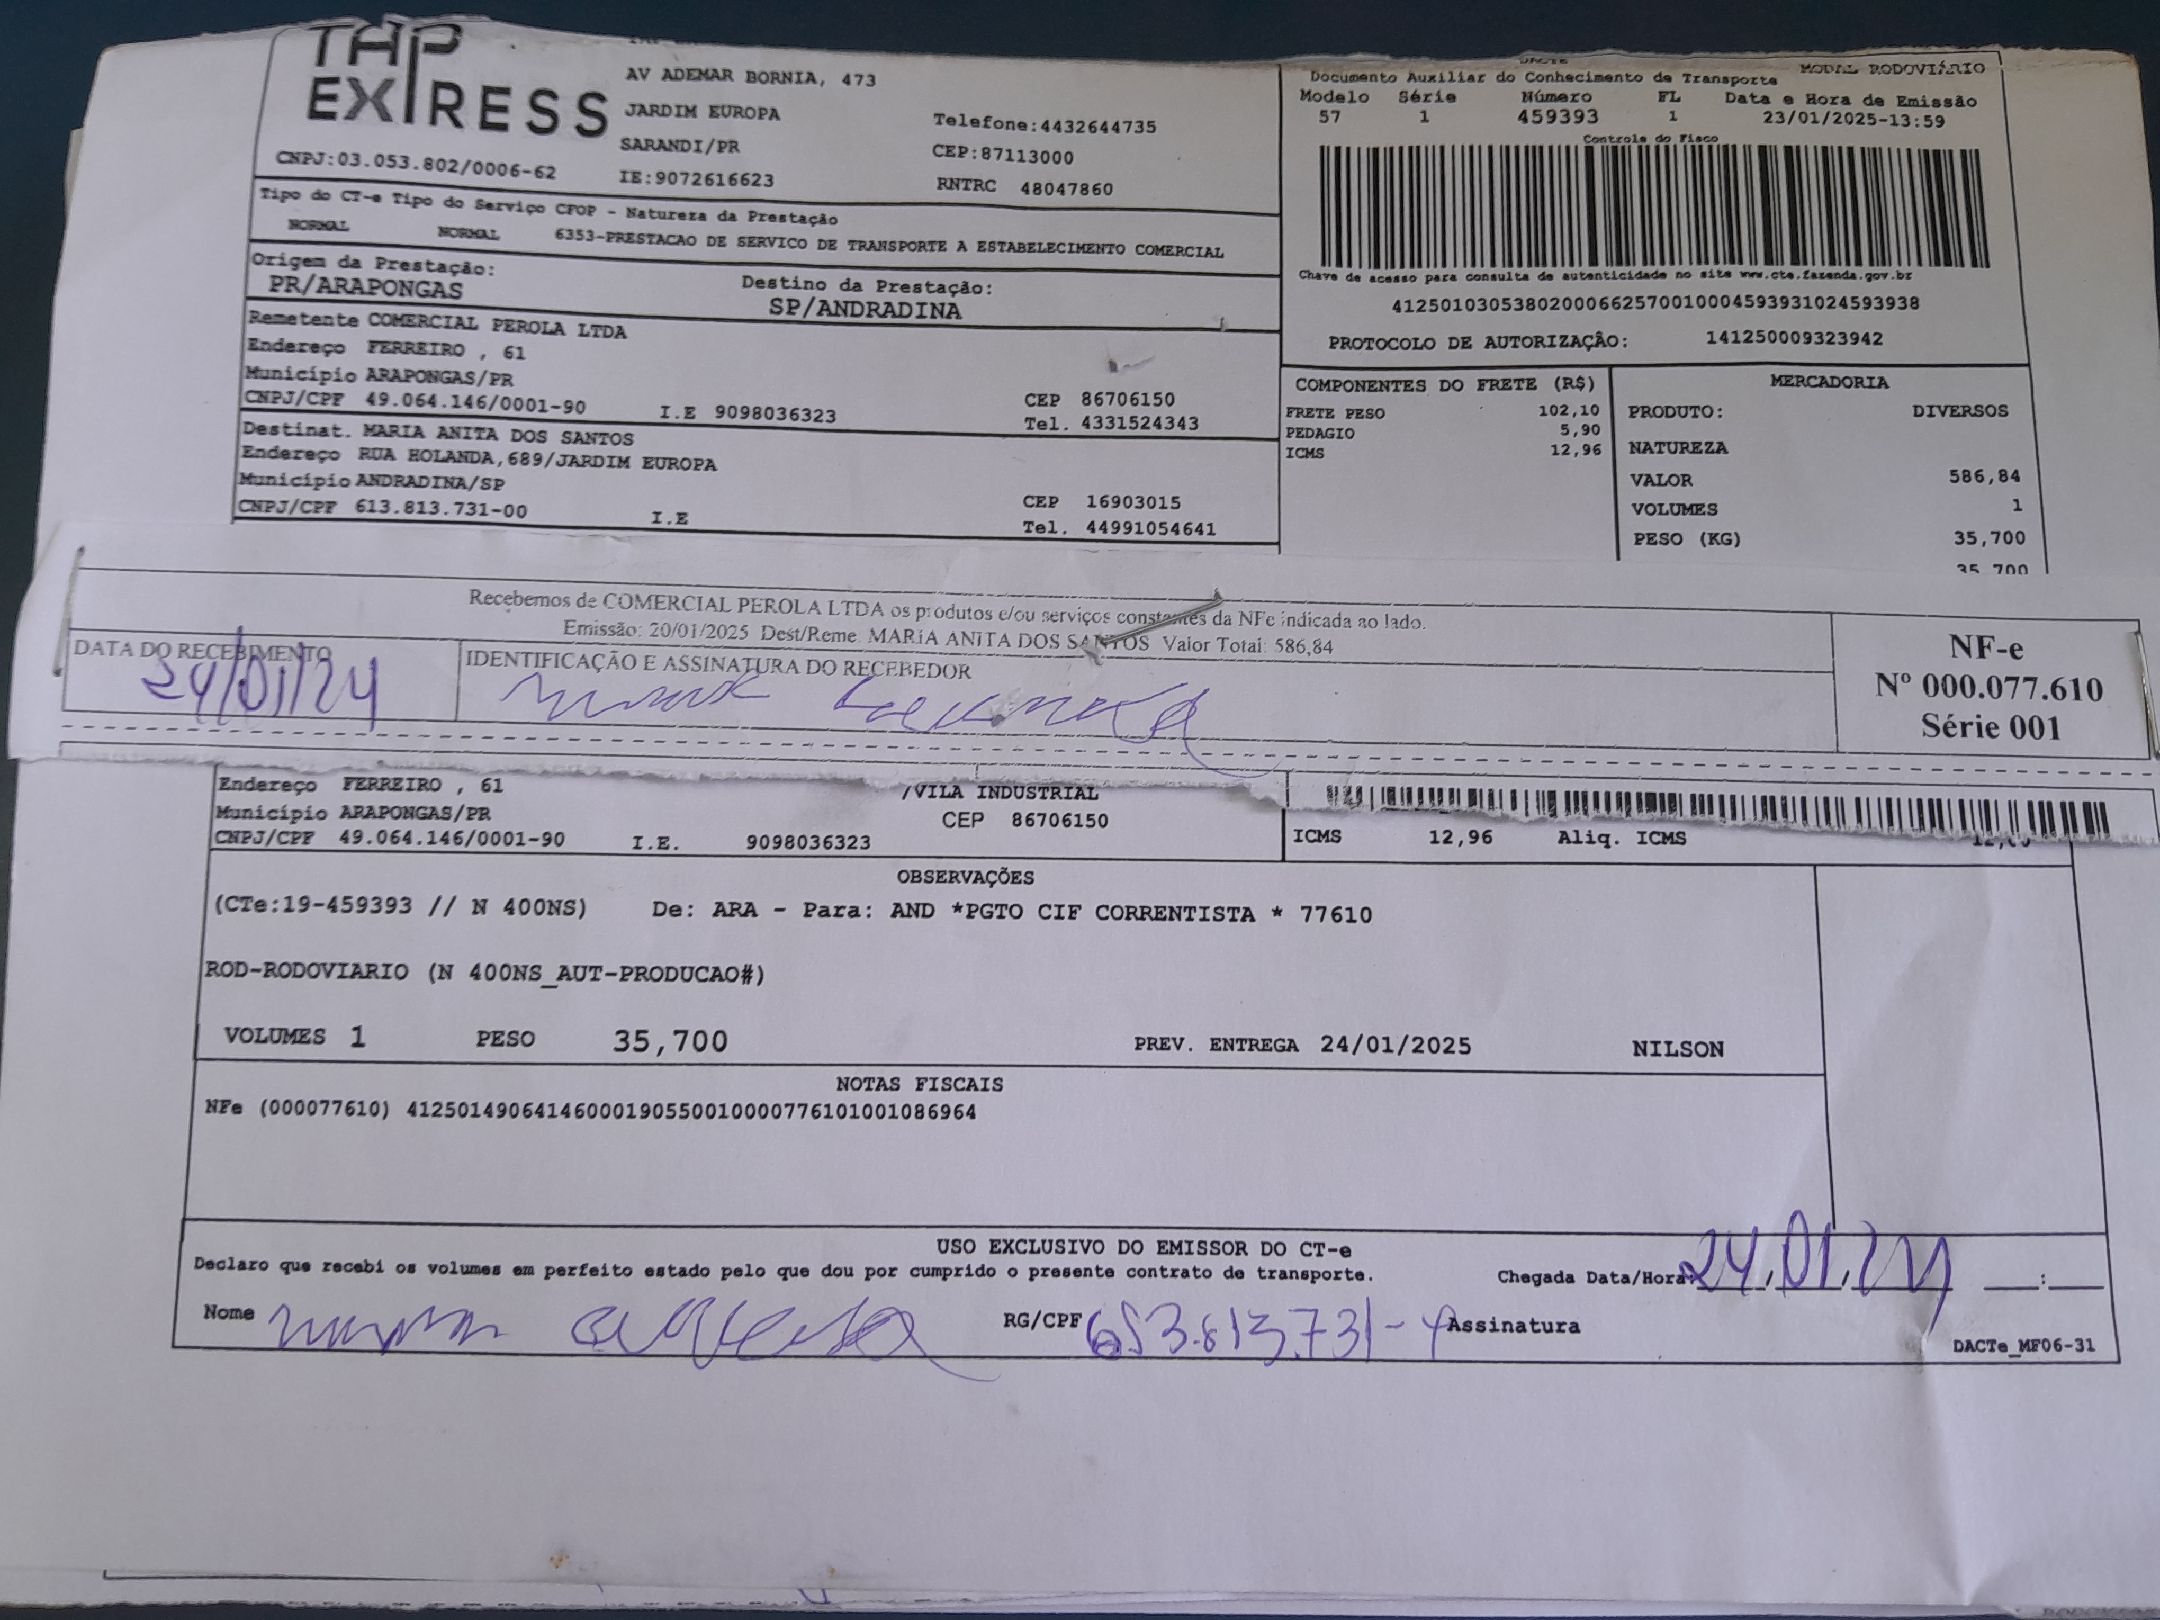 THP
EXPRESS
AV ADEMAR BORNIA, 473
JARDIM EUROPA
Telefone:4432644735
SARANDI/PR
CEP:87113000
CNPJ:03.053.802/0006-62
IE:9072616623
RNTRC 48047860
DACTE
MODAL RODOVIÁRIO
Documento Auxiliar do Conhecimento de Transporte
Modelo Série Número FL Data e Hora de Emissão
57 1 459393 1 23/01/2025-13:59
Controle do Fisco
Chave de acesso para consulta de autenticidade no site www.cte.fazenda.gov.br
41250103053802000662570010004593931024593938
PROTOCOLO DE AUTORIZAÇÃO: 141250009323942
Tipo do CT-e Tipo do Serviço CFOP - Natureza da Prestação
NORMAL NORMAL 6353-PRESTACAO DE SERVICO DE TRANSPORTE A ESTABELECIMENTO COMERCIAL
Origem da Prestação: Destino da Prestação:
PR/ARAPONGAS SP/ANDRADINA
Remetente COMERCIAL PEROLA LTDA
Endereço FERREIRO , 61
Município ARAPONGAS/PR CEP 86706150
CNPJ/CPF 49.064.146/0001-90 I.E 9098036323 Tel. 4331524343
Destinat. MARIA ANITA DOS SANTOS
Endereço RUA HOLANDA,689/JARDIM EUROPA
Município ANDRADINA/SP CEP 16903015
CNPJ/CPF 613.813.731-00 I.E Tel. 44991054641
COMPONENTES DO FRETE (R$)
FRETE PESO 102,10
PEDAGIO 5,90
ICMS 12,96
MERCADORIA
PRODUTO: DIVERSOS
NATUREZA
VALOR 586,84
VOLUMES 1
PESO (KG) 35,700
35,700
Recebemos de COMERCIAL PEROLA LTDA os produtos e/ou serviços constantes da NFe indicada ao lado.
Emissão: 20/01/2025 Dest/Reme: MARIA ANITA DOS SANTOS Valor Total: 586,84
DATA DO RECEBIMENTO
24/01/24
IDENTIFICAÇÃO E ASSINATURA DO RECEBEDOR
NF-e
Nº 000.077.610
Série 001
Endereço FERREIRO , 61 /VILA INDUSTRIAL
Município ARAPONGAS/PR CEP 86706150
CNPJ/CPF 49.064.146/0001-90 I.E. 9098036323
ICMS 12,96 Aliq. ICMS
OBSERVAÇÕES
(CTe:19-459393 // N 400NS) De: ARA - Para: AND *PGTO CIF CORRENTISTA * 77610
ROD-RODOVIARIO (N 400NS_AUT-PRODUCAO#)
VOLUMES 1 PESO 35,700 PREV. ENTREGA 24/01/2025 NILSON
NOTAS FISCAIS
NFe (000077610) 41250149064146000190550010000776101001086964
USO EXCLUSIVO DO EMISSOR DO CT-e
Declaro que recebi os volumes em perfeito estado pelo que dou por cumprido o presente contrato de transporte.
Chegada Data/Hora: 24.01.24 :
Nome RG/CPF Assinatura
DACTe_MF06-31